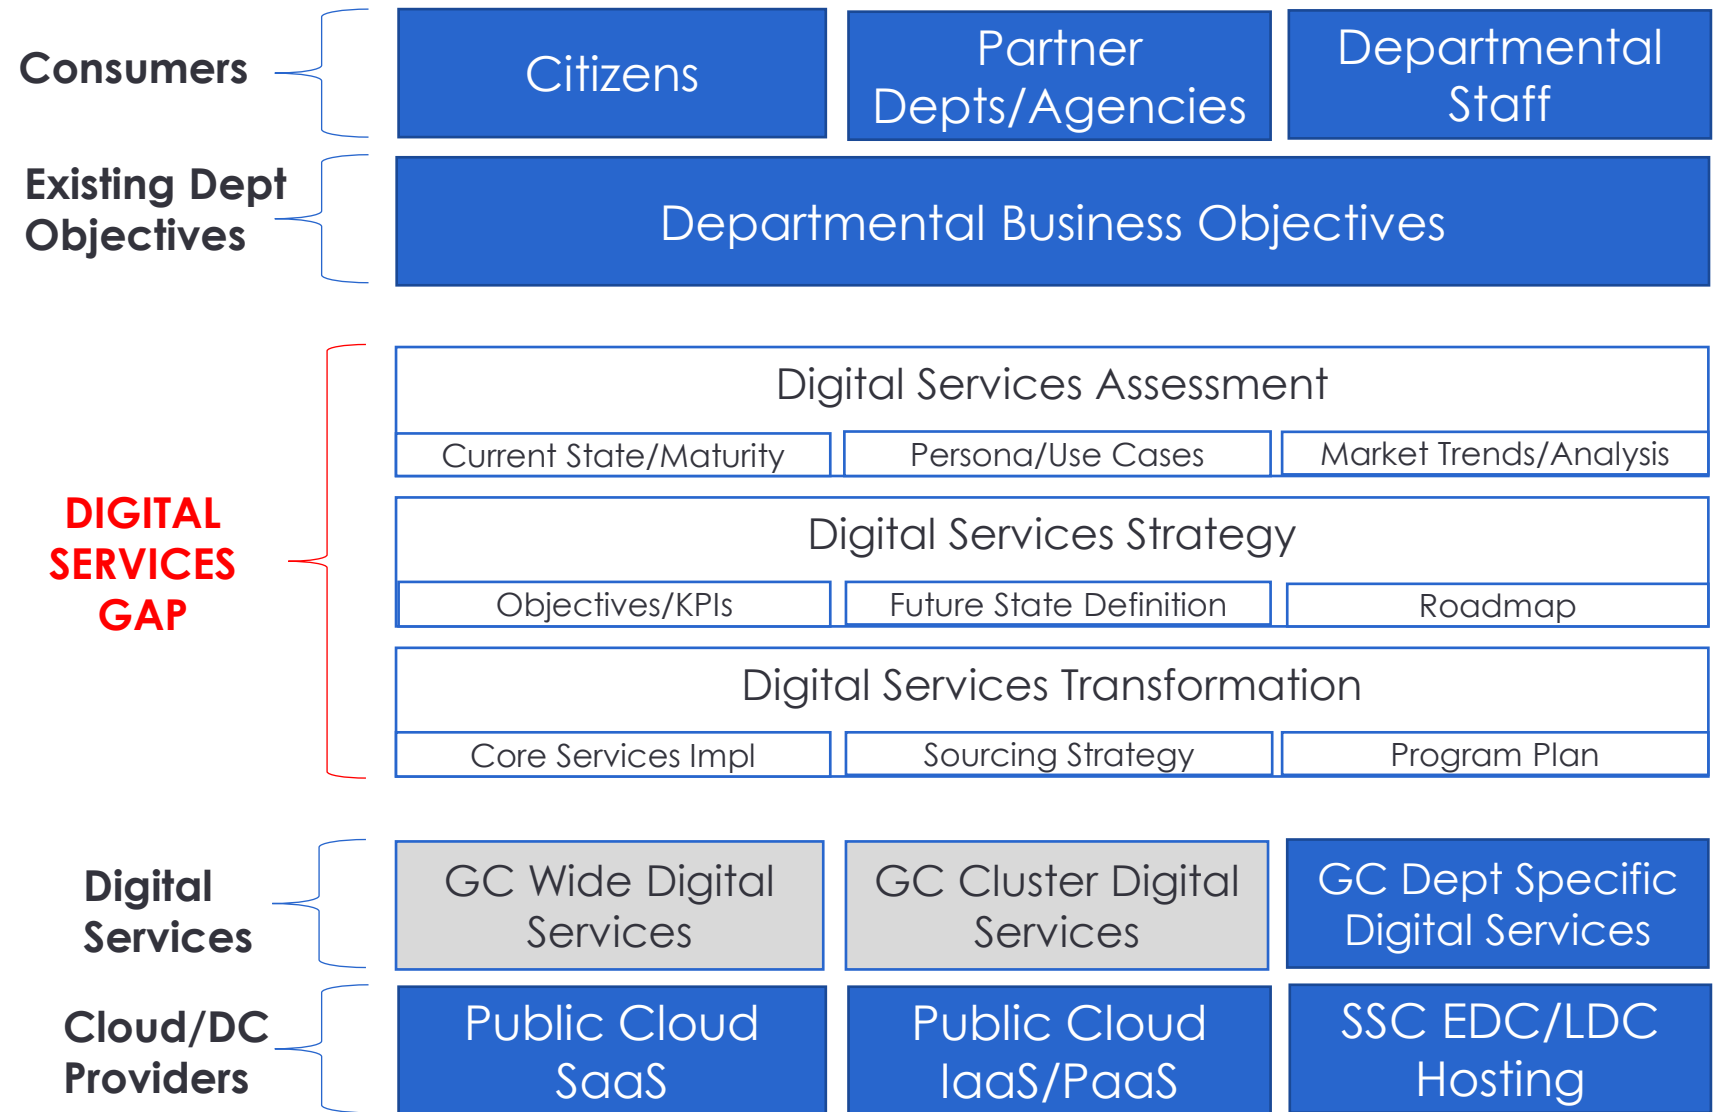 Consumers
Citizens
Partner
Depts/Agencies
Departmental
Staff
Existing Dept
Objectives
Departmental Business Objectives
DIGITAL
SERVICES
GAP
Digital Services Assessment
Current State/Maturity
Persona/Use Cases
Market Trends/Analysis
Digital Services Strategy
Objectives/KPIs
Future State Definition
Roadmap
Digital Services Transformation
Core Services Impl
Sourcing Strategy
Program Plan
Digital
Services
GC Wide Digital
Services
GC Cluster Digital
Services
GC Dept Specific
Digital Services
Cloud/DC
Providers
Public Cloud
SaaS
Public Cloud
IaaS/PaaS
SSC EDC/LDC
Hosting